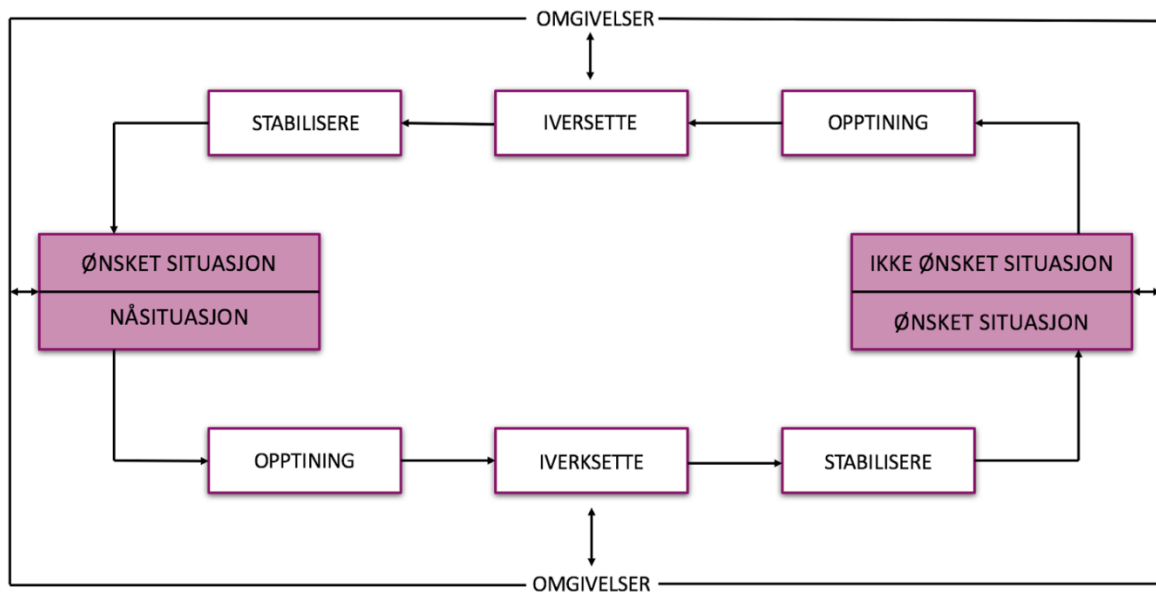 OMGIVELSER
STABILISERE
IVERSETTE
OPPTINING
ØNSKET SITUASJON
NÅSITUASJON
IKKE ØNSKET SITUASJON
ØNSKET SITUASJON
OPPTINING
IVERKSETTE
STABILISERE
OMGIVELSER